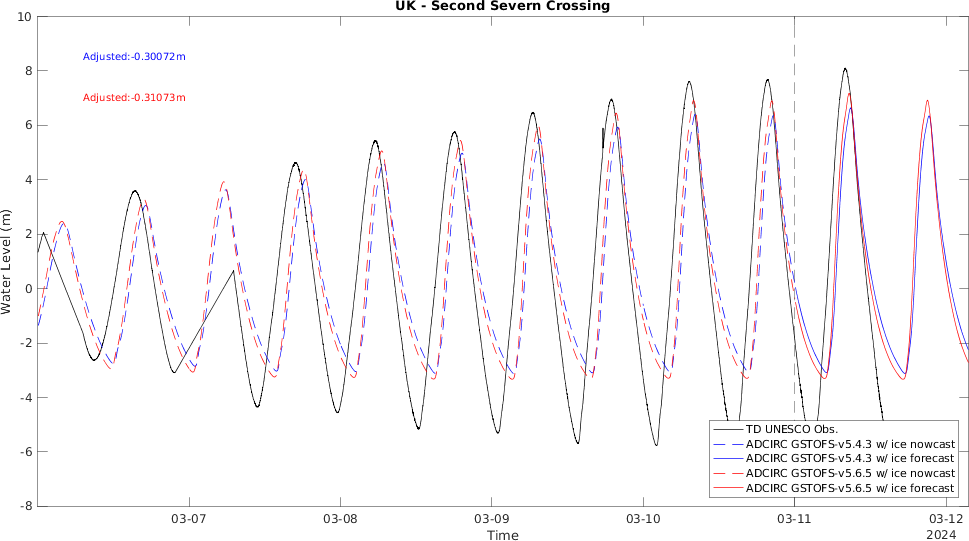 UK - Second Severn Crossing
10
8
6
4
2
0
-2
-4
-6
-8
Water Level (m)
Adjusted:-0.30072m
Adjusted:-0.31073m
TD UNESCO Obs.
ADCIRC GSTOFS-v5.4.3 w/ ice nowcast
ADCIRC GSTOFS-v5.4.3 w/ ice forecast
ADCIRC GSTOFS-v5.6.5 w/ ice nowcast
ADCIRC GSTOFS-v5.6.5 w/ ice forecast
03-07 03-08 03-09 03-10 03-11 03-12
Time 2024